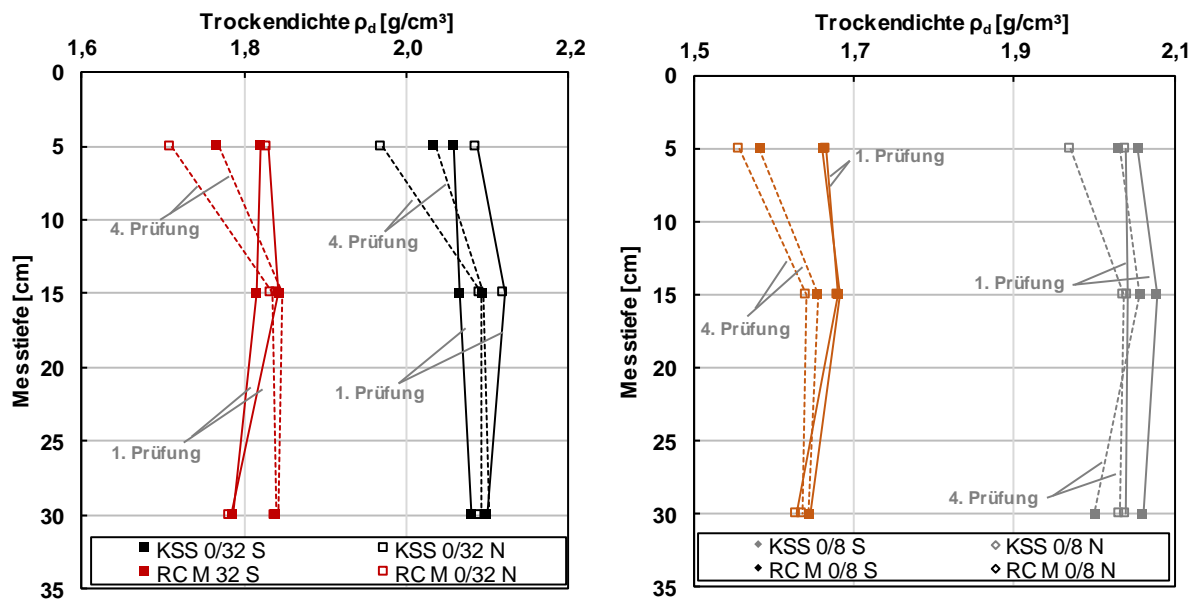 Trockendichte ρd [g/cm³]
1,6 1,8 2,0 2,2
0
5
10
15
20
25
30
35
Messtiefe [cm]
4. Prüfung
4. Prüfung
1. Prüfung
1. Prüfung
KSS 0/32 S KSS 0/32 N
RC M 32 S RC M 0/32 N
Trockendichte ρd [g/cm³]
1,5 1,7 1,9 2,1
0
5
10
15
20
25
30
35
Messtiefe [cm]
1. Prüfung
1. Prüfung
4. Prüfung
4. Prüfung
KSS 0/8 S KSS 0/8 N
RC M 0/8 S RC M 0/8 N